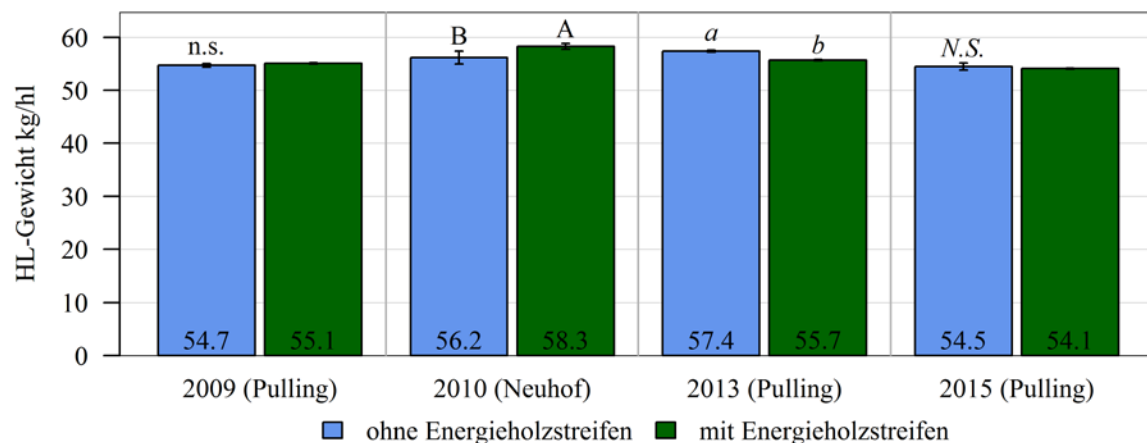 HL-Gewicht kg/hl
60
50
40
30
20
10
0
n.s. B A a b N.S.
54.7 55.1 56.2 58.3 57.4 55.7 54.5 54.1
2009 (Pulling) 2010 (Neuhof) 2013 (Pulling) 2015 (Pulling)
ohne Energieholzstreifen mit Energieholzstreifen